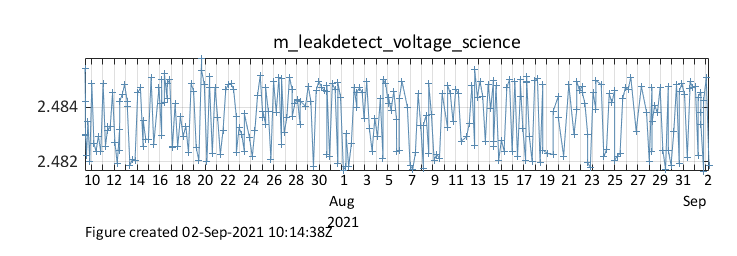 m_leakdetect_voltage_science
2.484
2.482
10 12 14 16 18 20 22 24 26 28 30 1 3 5 7 9 11 13 15 17 19 21 23 25 27 29 31 2
Aug Sep
2021
Figure created 02-Sep-2021 10:14:38Z